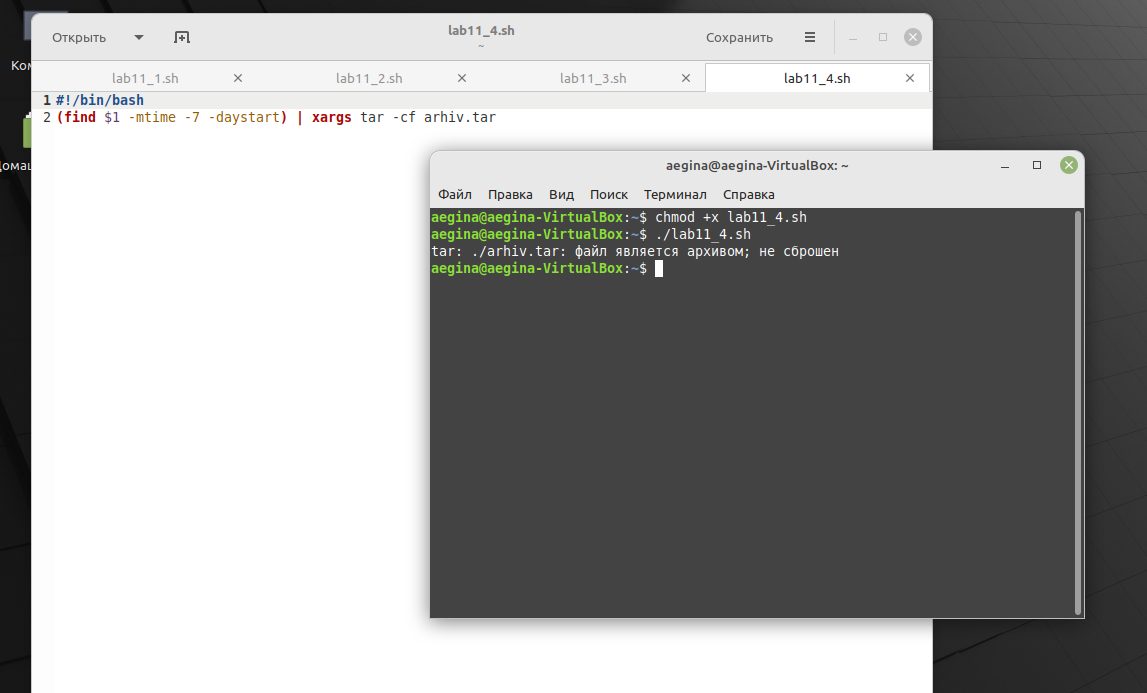 Открыть
lab11_4.sh
~
Сохранить
lab11_1.sh
lab11_2.sh
lab11_3.sh
lab11_4.sh
1 #!/bin/bash
2 (find $1 -mtime -7 -daystart) | xargs tar -cf arhiv.tar
aegina@aegina-VirtualBox: ~
Файл Правка Вид Поиск Терминал Справка
aegina@aegina-VirtualBox:~$ chmod +x lab11_4.sh
aegina@aegina-VirtualBox:~$ ./lab11_4.sh
tar: ./arhiv.tar: файл является архивом; не сброшен
aegina@aegina-VirtualBox:~$